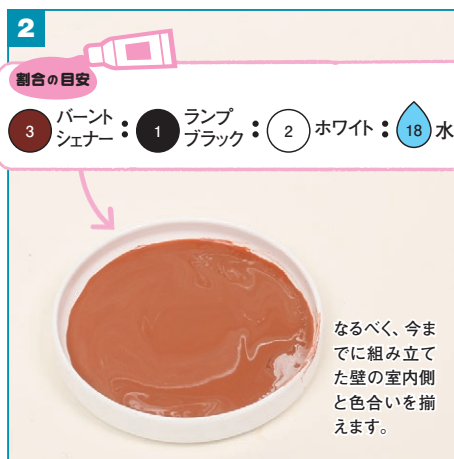 2
割合の目安
3 バーント シェナー : 1 ランプ ブラック : 2 ホワイト : 18 水
なるべく、今ま
でに組み立て
た壁の室内側
と色合いを揃
えます。